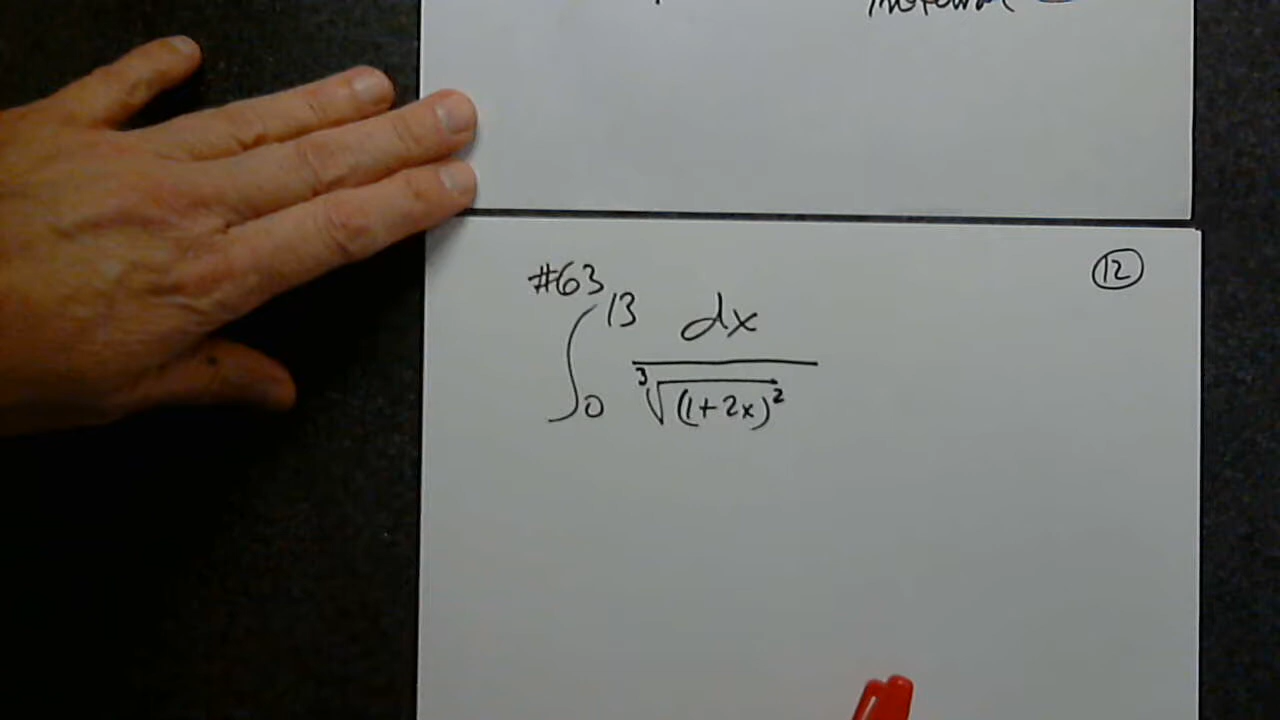 #63
⑫
∫₀¹³ dx / ∛(1+2x)²